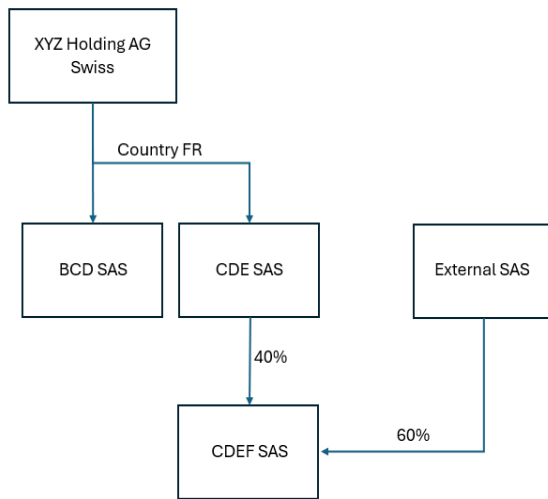 XYZ Holding AG
Swiss
Country FR
BCD SAS
CDE SAS
External SAS
40%
60%
CDEF SAS